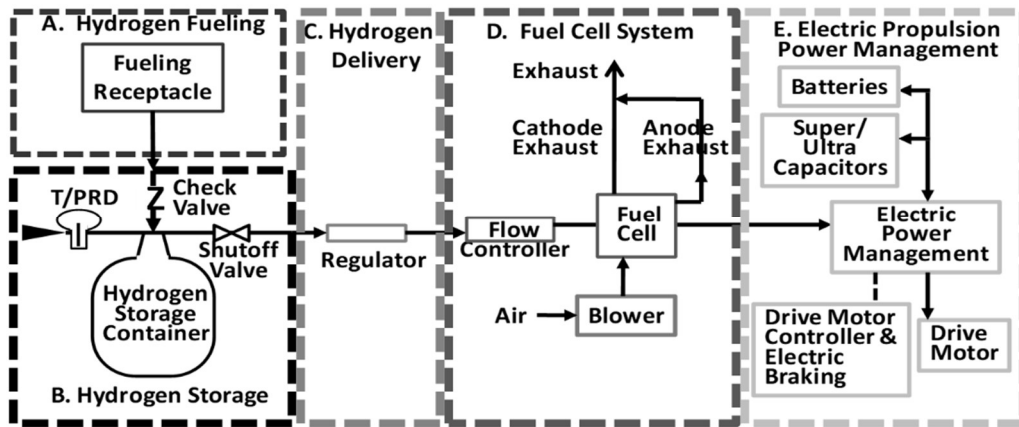 A. Hydrogen Fueling
Fueling
Receptacle
T/PRD
Check
Valve
Shutoff
Valve
Hydrogen
Storage
Container
B. Hydrogen Storage
C. Hydrogen
Delivery
Regulator
D. Fuel Cell System
Exhaust
Cathode
Exhaust
Anode
Exhaust
Flow
Controller
Fuel
Cell
Air
Blower
E. Electric Propulsion
Power Management
Batteries
Super/
Ultra
Capacitors
Electric
Power
Management
Drive Motor
Controller &
Electric
Braking
Drive
Motor